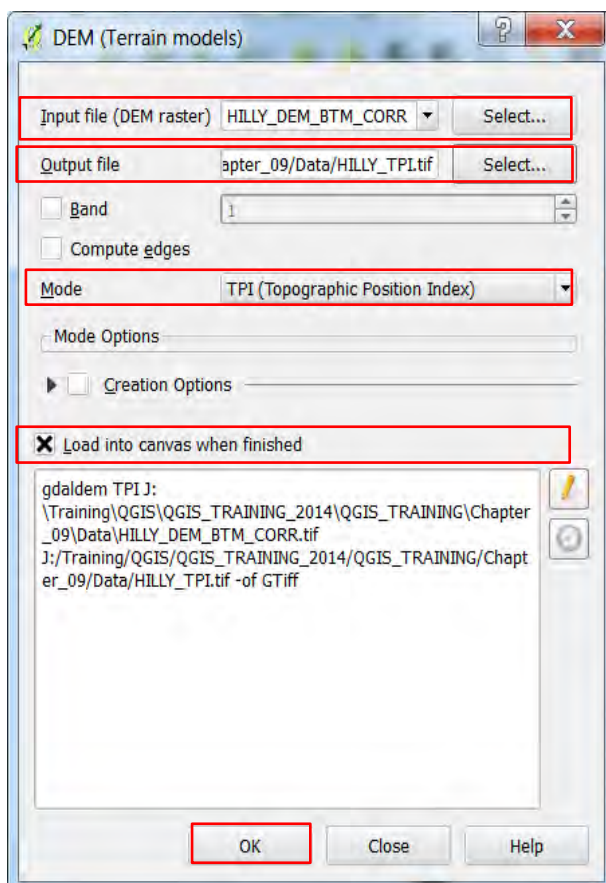 DEM (Terrain models)
Input file (DEM raster) HILLY_DEM_BTM_CORR Select...
Output file apter_09/Data/HILLY_TPI.tif Select...
Band 1
Compute edges
Mode TPI (Topographic Position Index)
Mode Options
Creation Options
Load into canvas when finished
gdaldem TPI J:
\Training\QGIS\QGIS_TRAINING_2014\QGIS_TRAINING\Chapter
_09\Data\HILLY_DEM_BTM_CORR.tif
J:/Training/QGIS/QGIS_TRAINING_2014/QGIS_TRAINING/Chapt
er_09/Data/HILLY_TPI.tif -of GTiff
OK Close Help